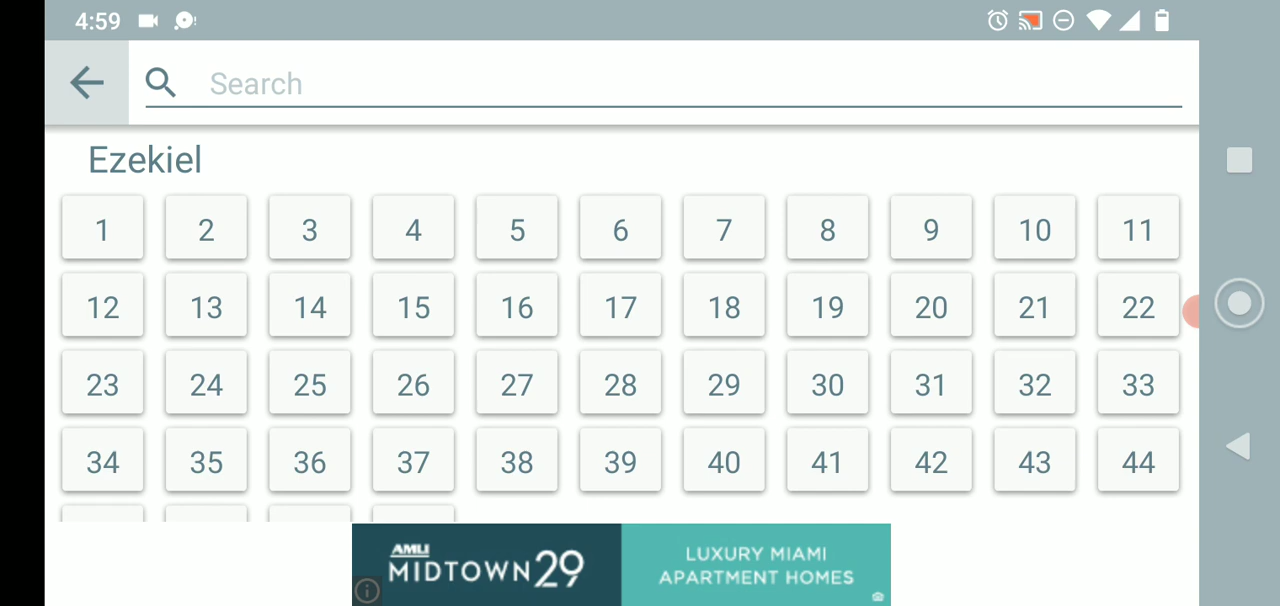 4:59
Search
Ezekiel
1 2 3 4 5 6 7 8 9 10 11
12 13 14 15 16 17 18 19 20 21 22
23 24 25 26 27 28 29 30 31 32 33
34 35 36 37 38 39 40 41 42 43 44
AMLI
MIDTOWN 29
LUXURY MIAMI
APARTMENT HOMES